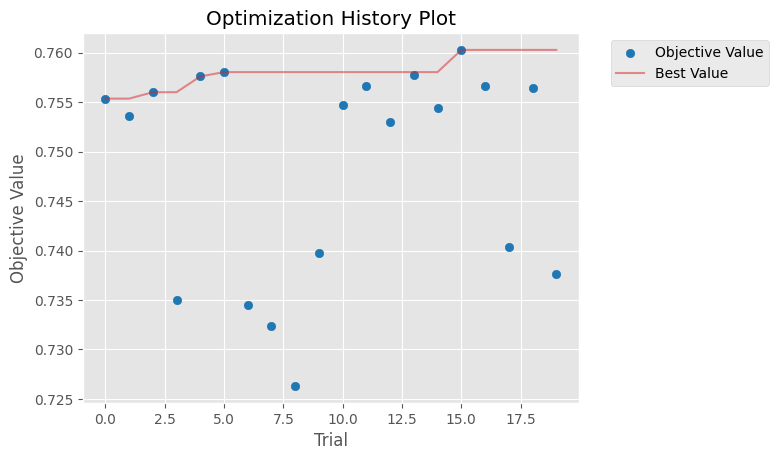 Optimization History Plot
Objective Value
Best Value
0.760
0.755
0.750
0.745
0.740
0.735
0.730
0.725
Objective Value
0.0 2.5 5.0 7.5 10.0 12.5 15.0 17.5
Trial